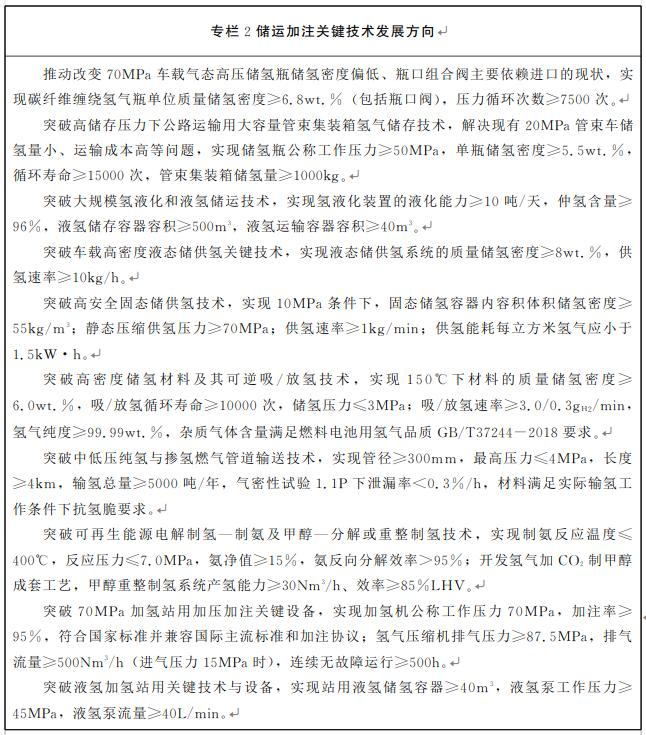 专栏 2 储运加注关键技术发展方向↵
推动改变 70MPa 车载气态高压储氢瓶储氢密度偏低、瓶口组合阀主要依赖进口的现状，实
现碳纤维缠绕氢气瓶单位质量储氢密度≥6.8wt.％（包括瓶口阀），压力循环次数≥7500 次。↵
突破高储存压力下公路运输用大容量管束集装箱氢气储存技术，解决现有 20MPa 管束车储
氢量小、运输成本高等问题，实现储氢瓶公称工作压力≥50MPa，单瓶储氢密度≥5.5wt.％，
循环寿命≥15000 次，管束集装箱储氢量≥1000kg。↵
突破大规模氢液化和液氢储运技术，实现氢液化装置的液化能力≥10 吨/天，仲氢含量≥
96％，液氢储存容器容积≥500m³，液氢运输容器容积≥40m³。↵
突破车载高密度液态储供氢关键技术，实现液态储供氢系统的质量储氢密度≥8wt.％，供
氢速率≥10kg/h。↵
突破高安全固态储供氢技术，实现 10MPa 条件下，固态储氢容器内容积体积储氢密度≥
55kg/m³；静态压缩供氢压力≥70MPa；供氢速率≥1kg/min；供氢能耗每立方米氢气应小于
1.5kW·h。↵
突破高密度储氢材料及其可逆吸/放氢技术，实现 150℃下材料的质量储氢密度≥
6.0wt.％，吸/放氢循环寿命≥10000 次，储氢压力≤3MPa；吸/放氢速率≥3.0/0.3gH2/min，
氢气纯度≥99.99wt.％，杂质气体含量满足燃料电池用氢气品质 GB/T37244－2018 要求。↵
突破中低压纯氢与掺氢燃气管道输送技术，实现管径≥300mm，最高压力≤4MPa，长度
≥4km，输氢总量≥5000 吨/年，气密性试验 1.1P 下泄漏率＜0.3％/h，材料满足实际输氢工
作条件下抗氢脆要求。↵
突破可再生能源电解制氢—制氨及甲醇—分解或重整制氢技术，实现制氨反应温度≤
400℃，反应压力≤7.0MPa，氨净值≥15％，氨反向分解效率＞95％；开发氢气加 CO₂ 制甲醇
成套工艺，甲醇重整制氢系统产氢能力≥30Nm³/h、效率≥85％LHV。↵
突破 70MPa 加氢站用加压加注关键设备，实现加氢机公称工作压力 70MPa，加注率≥
95％，符合国家标准并兼容国际主流标准和加注协议；氢气压缩机排气压力≥87.5MPa，排气
流量≥500Nm³/h（进气压力 15MPa 时），连续无故障运行≥500h。↵
突破液氢加氢站用关键技术与设备，实现站用液氢储氢容器≥40m³，液氢泵工作压力≥
45MPa，液氢泵流量≥40L/min。↵